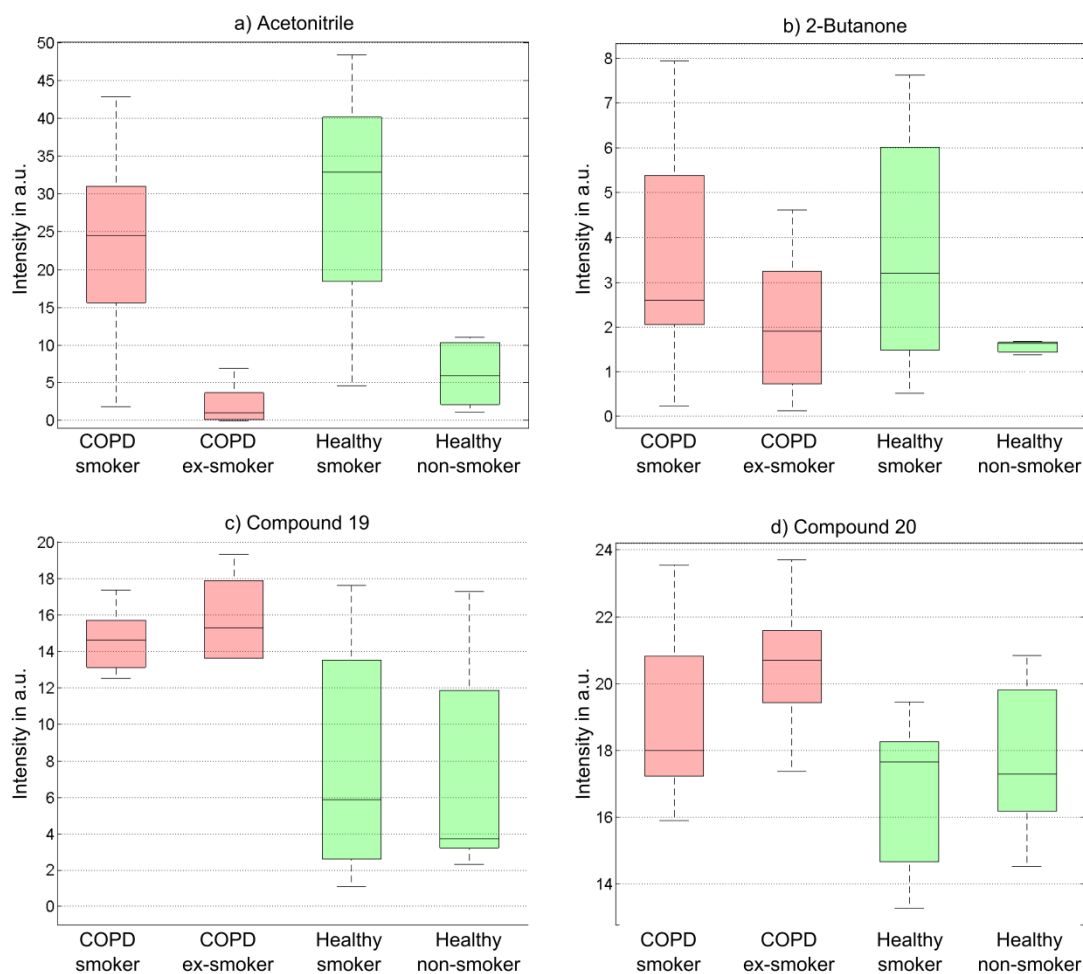 a) Acetonitrile
Intensity in a.u.
50
45
40
35
30
25
20
15
10
5
0
COPD smoker
COPD ex-smoker
Healthy smoker
Healthy non-smoker
b) 2-Butanone
Intensity in a.u.
8
7
6
5
4
3
2
1
0
COPD smoker
COPD ex-smoker
Healthy smoker
Healthy non-smoker
c) Compound 19
Intensity in a.u.
20
18
16
14
12
10
8
6
4
2
0
COPD smoker
COPD ex-smoker
Healthy smoker
Healthy non-smoker
d) Compound 20
Intensity in a.u.
24
22
20
18
16
14
COPD smoker
COPD ex-smoker
Healthy smoker
Healthy non-smoker